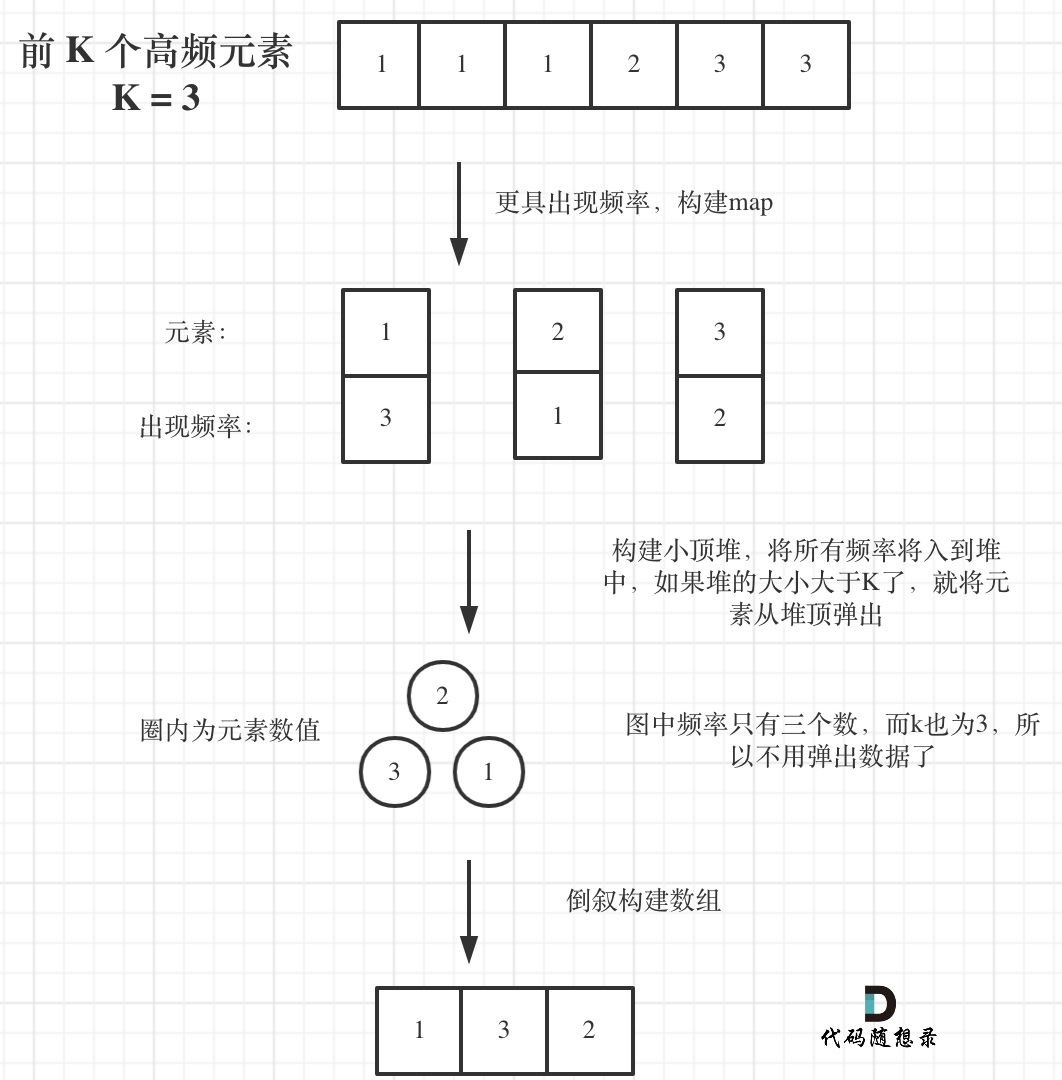 前 K 个高频元素
K = 3
1 1 1 2 3 3
更具出现频率，构建map
元素： 1 2 3
出现频率： 3 1 2
构建小顶堆，将所有频率将入到堆
中，如果堆的大小大于K了，就将元
素从堆顶弹出
2
圈内为元素数值
图中频率只有三个数，而k也为3，所
以不用弹出数据了
3 1
倒叙构建数组
1 3 2
代码随想录